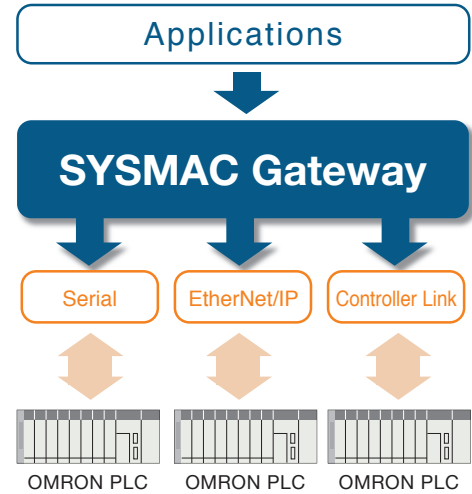 Applications
SYSMAC Gateway
Serial
EtherNet/IP
Controller Link
OMRON PLC
OMRON PLC
OMRON PLC